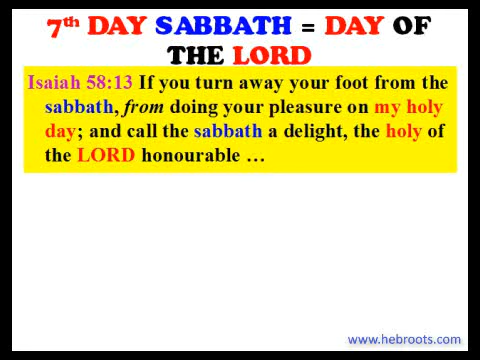 7th DAY SABBATH = DAY OF
THE LORD
Isaiah 58:13 If you turn away your foot from the
sabbath, from doing your pleasure on my holy
day; and call the sabbath a delight, the holy of
the LORD honourable …
www.hebroots.com